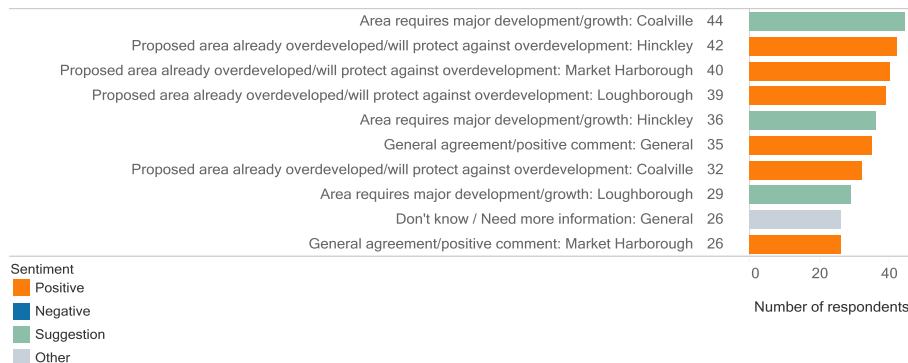 Area requires major development/growth: Coalville 44
Proposed area already overdeveloped/will protect against overdevelopment: Hinckley 42
Proposed area already overdeveloped/will protect against overdevelopment: Market Harborough 40
Proposed area already overdeveloped/will protect against overdevelopment: Loughborough 39
Area requires major development/growth: Hinckley 36
General agreement/positive comment: General 35
Proposed area already overdeveloped/will protect against overdevelopment: Coalville 32
Area requires major development/growth: Loughborough 29
Don't know / Need more information: General 26
General agreement/positive comment: Market Harborough 26
0 20 40
Number of respondents
Sentiment
Positive
Negative
Suggestion
Other